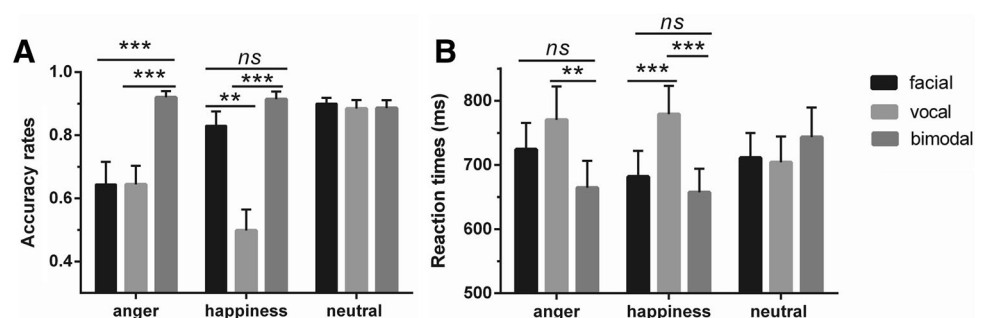 A
***
***
ns
***
**
1.0
0.8
0.6
0.4
Accuracy rates
anger happiness neutral
B
ns
**
ns
***
***
800
700
600
500
Reaction times (ms)
anger happiness neutral
facial
vocal
bimodal